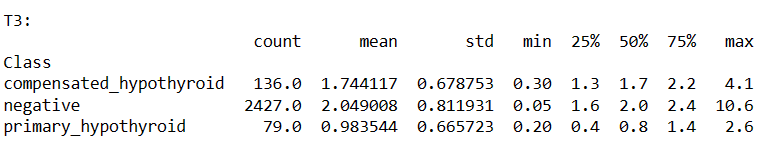 T3:
count mean std min 25% 50% 75% max
Class
compensated_hypothyroid 136.0 1.744117 0.678753 0.30 1.3 1.7 2.2 4.1
negative 2427.0 2.049008 0.811931 0.05 1.6 2.0 2.4 10.6
primary_hypothyroid 79.0 0.983544 0.665723 0.20 0.4 0.8 1.4 2.6